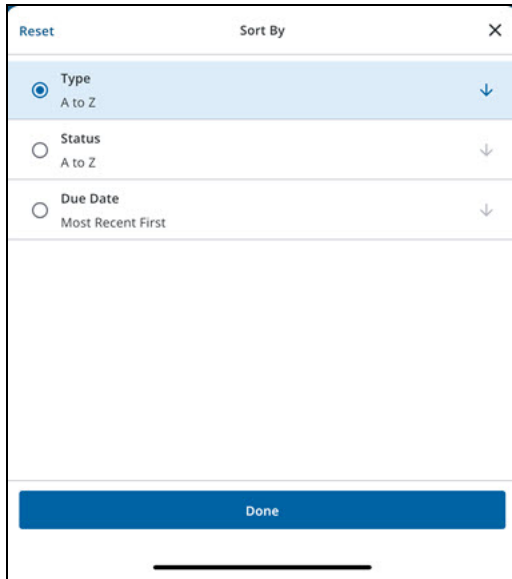 Reset
Sort By
Type
A to Z
Status
A to Z
Due Date
Most Recent First
Done